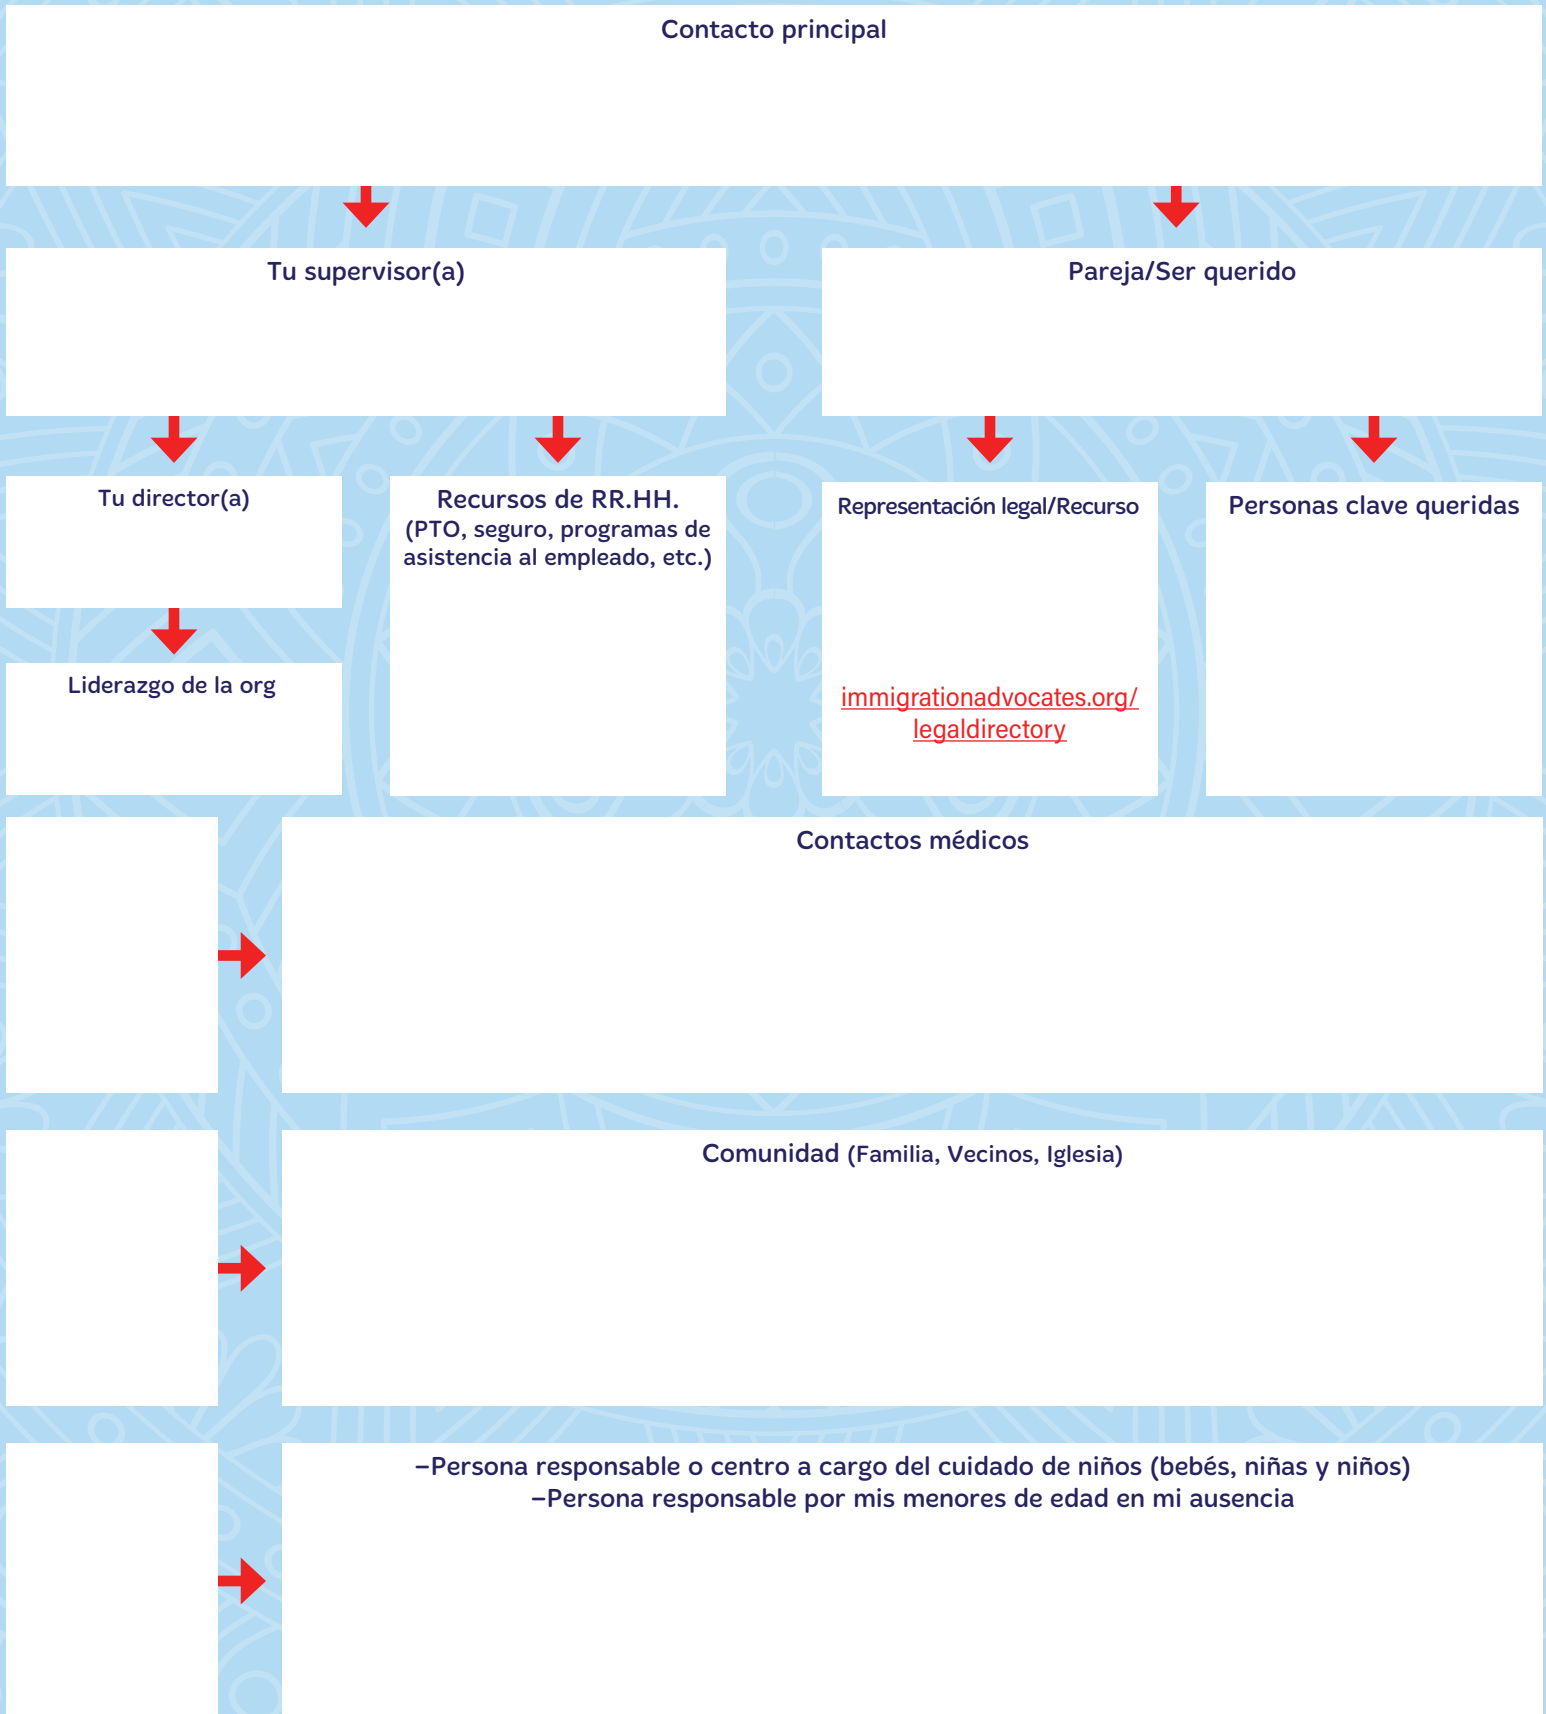 Contacto principal
Tu supervisor(a)
Pareja/Ser querido
Tu director(a)
Recursos de RR.HH.
(PTO, seguro, programas de
asistencia al empleado, etc.)
Representación legal/Recurso
immigrationadvocates.org/
legaldirectory
Personas clave queridas
Liderazgo de la org
Contactos médicos
Comunidad (Familia, Vecinos, Iglesia)
–Persona responsable o centro a cargo del cuidado de niños (bebés, niñas y niños)
–Persona responsable por mis menores de edad en mi ausencia